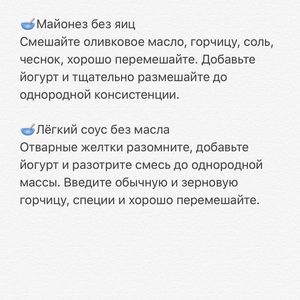 🥣Майонез без яиц
Смешайте оливковое масло, горчицу, соль,
чеснок, хорошо перемешайте. Добавьте
йогурт и тщательно размешайте до
однородной консистенции.
🥣Лёгкий соус без масла
Отварные желтки разомните, добавьте
йогурт и разотрите смесь до однородной
массы. Введите обычную и зерновую
горчицу, специи и хорошо перемешайте.